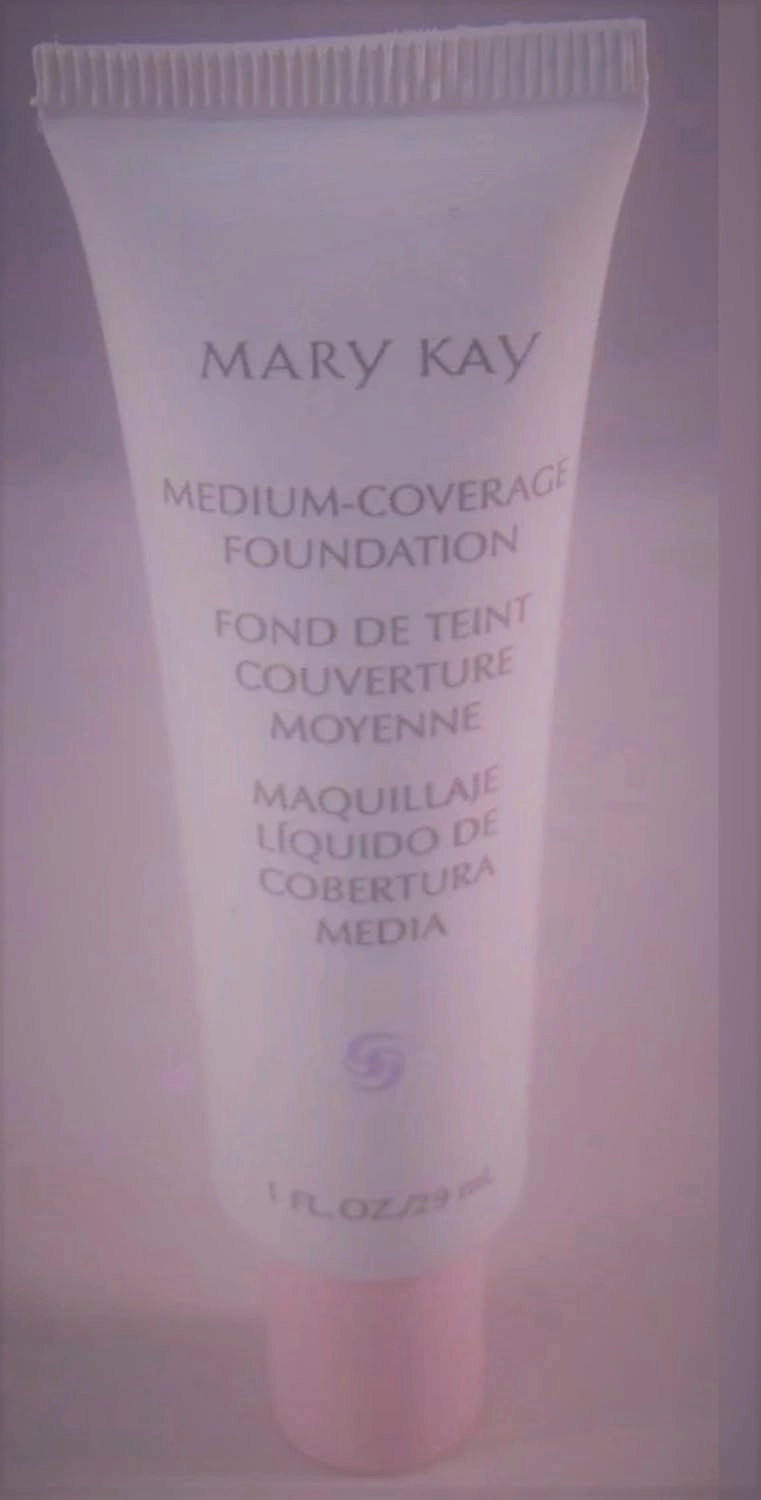 MARY KAY
MEDIUM-COVERAGE
FOUNDATION
FOND DE TEINT
COUVERTURE
MOYENNE
MAQUILLAJE
LÍQUIDO DE
COBERTURA
MEDIA
1 FL.OZ./29 mL